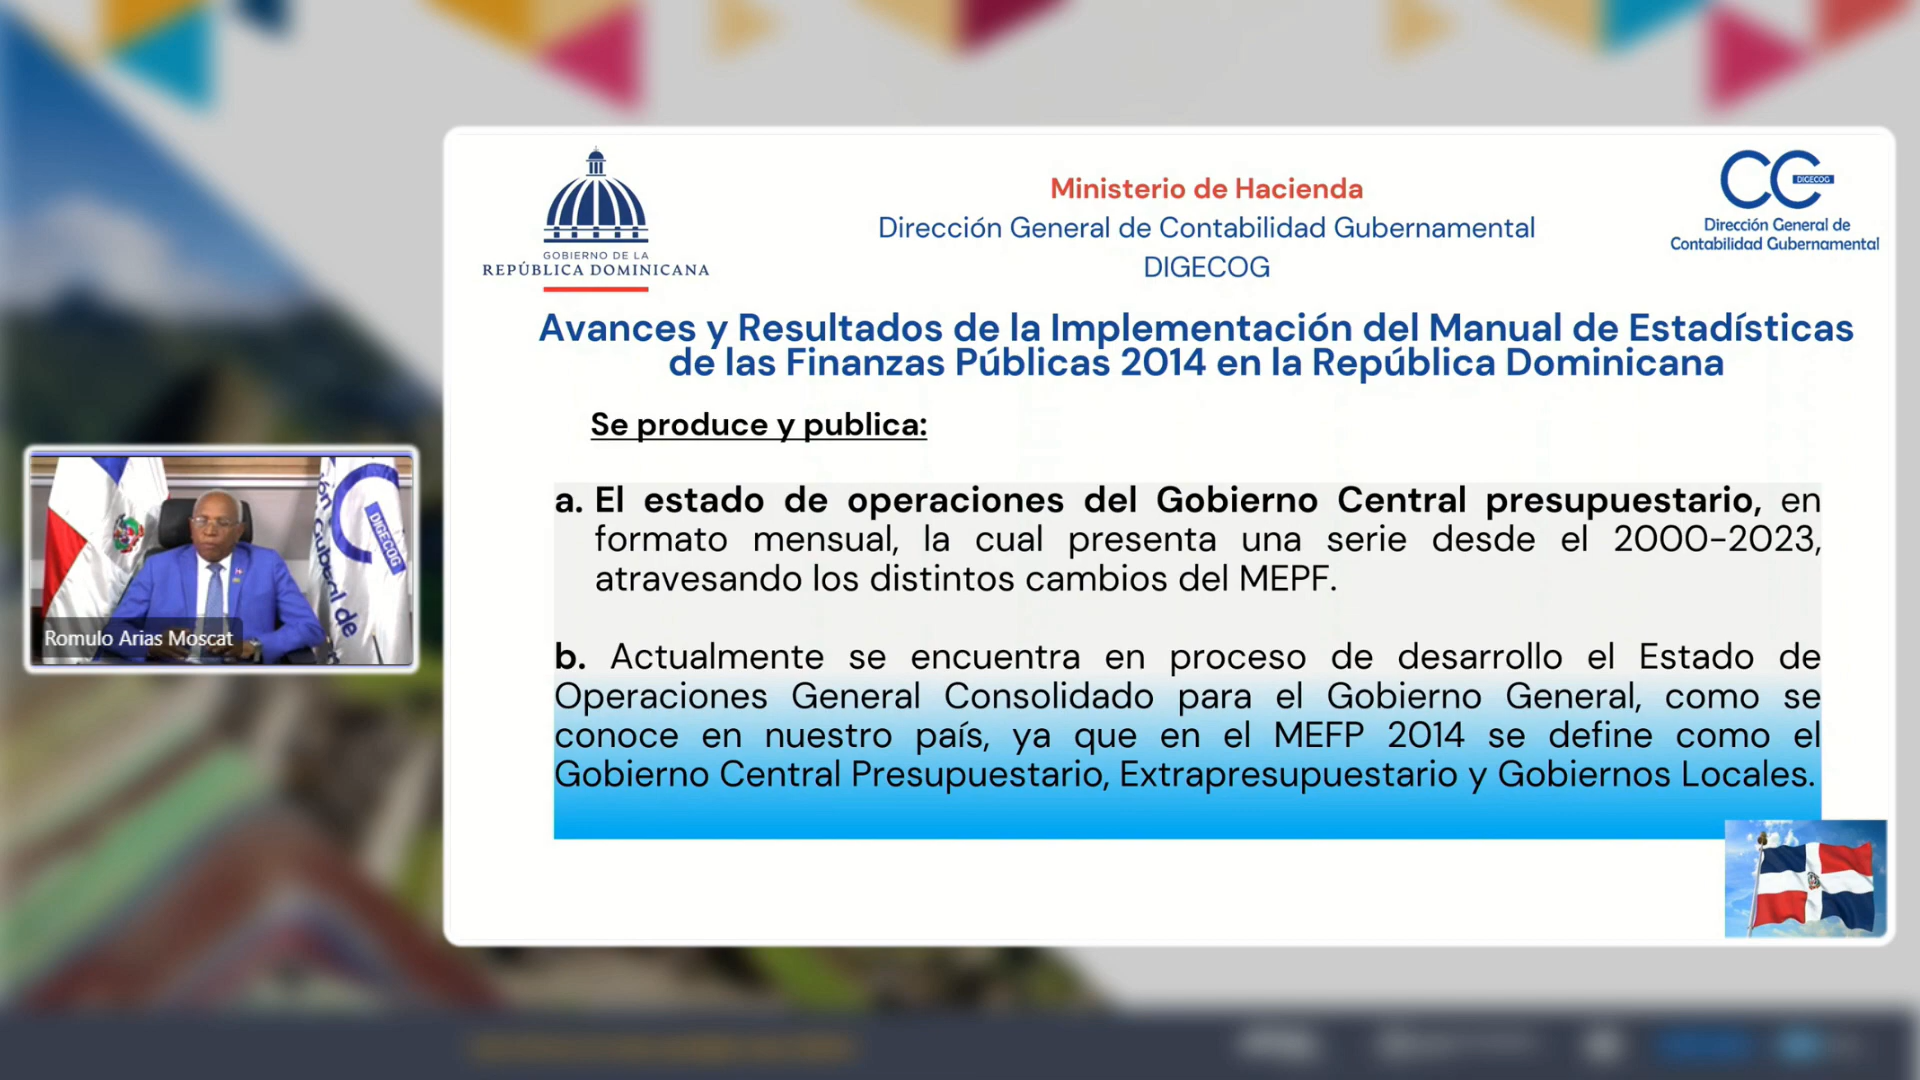 GOBIERNO DE LA
REPÚBLICA DOMINICANA
Ministerio de Hacienda
Dirección General de Contabilidad Gubernamental
DIGECOG
DIGECOG
Dirección General de
Contabilidad Gubernamental
Avances y Resultados de la Implementación del Manual de Estadísticas
de las Finanzas Públicas 2014 en la República Dominicana
Se produce y publica:
a. El estado de operaciones del Gobierno Central presupuestario, en
formato mensual, la cual presenta una serie desde el 2000-2023,
atravesando los distintos cambios del MEPF.
b. Actualmente se encuentra en proceso de desarrollo el Estado de
Operaciones General Consolidado para el Gobierno General, como se
conoce en nuestro país, ya que en el MEFP 2014 se define como el
Gobierno Central Presupuestario, Extrapresupuestario y Gobiernos Locales.
DIGECOG
Romulo Arias Moscat